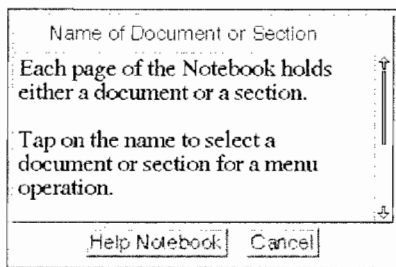 Name of Document or Section
Each page of the Notebook holds
either a document or a section.
Tap on the name to select a
document or section for a menu
operation.
Help Notebook Cancel